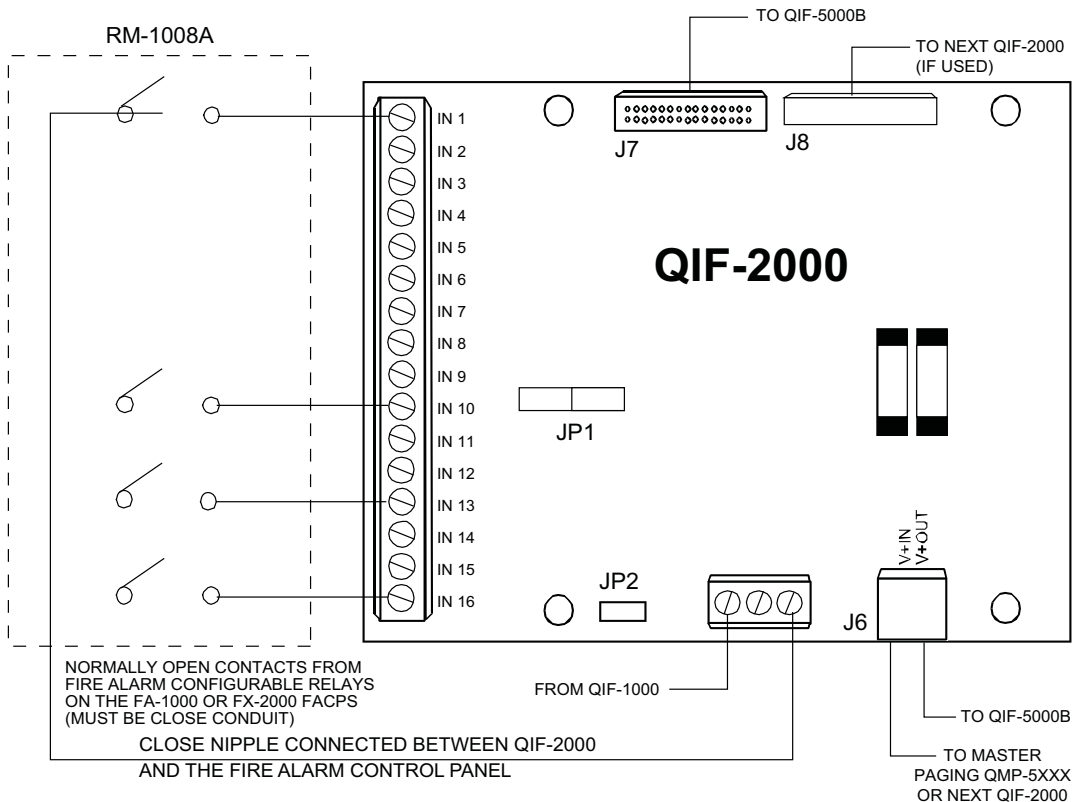 TO QIF-5000B
RM-1008A
TO NEXT QIF-2000
(IF USED)
IN 1
IN 2
IN 3
IN 4
IN 5
IN 6
IN 7
IN 8
IN 9
IN 10
IN 11
IN 12
IN 13
IN 14
IN 15
IN 16
J7
J8
QIF-2000
JP1
JP2
V+IN
V+OUT
J6
NORMALLY OPEN CONTACTS FROM
FIRE ALARM CONFIGURABLE RELAYS
ON THE FA-1000 OR FX-2000 FACPS
(MUST BE CLOSE CONDUIT)
FROM QIF-1000
TO QIF-5000B
CLOSE NIPPLE CONNECTED BETWEEN QIF-2000
AND THE FIRE ALARM CONTROL PANEL
TO MASTER
PAGING QMP-5XXX
OR NEXT QIF-2000